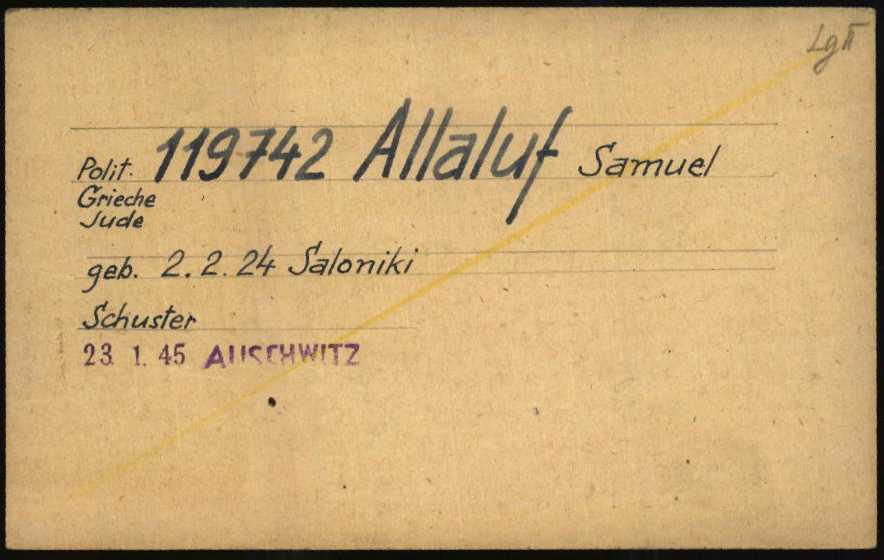 Lg II
Polit. 119742 Allaluf Samuel
Grieche
Jude
geb. 2. 2. 24 Saloniki
Schuster
23 1. 45 AUSCHWITZ